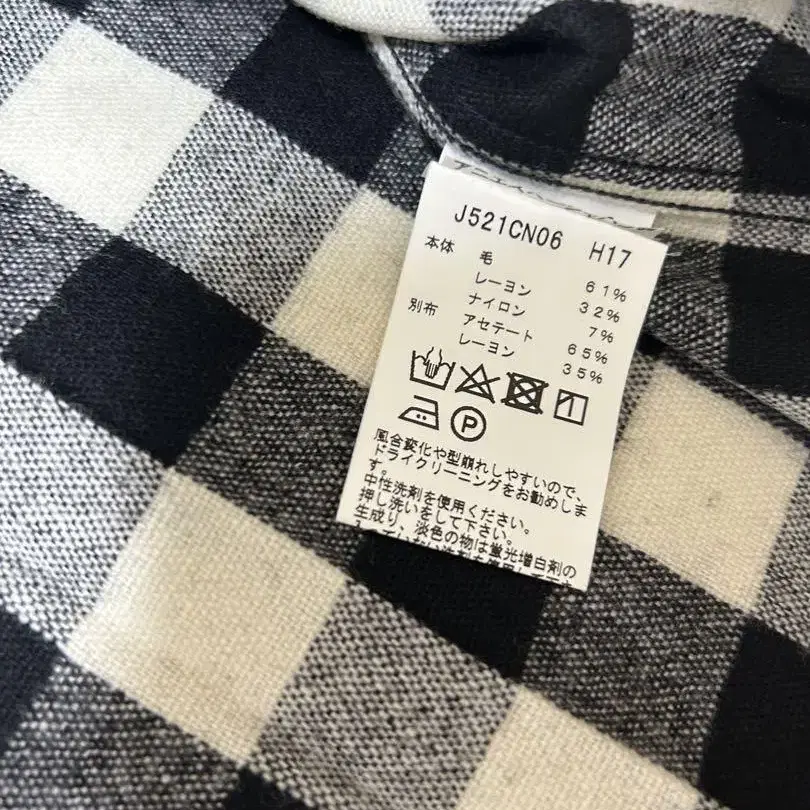 J521CN06 H17
本体 毛 61%
レーヨン 32%
ナイロン 7%
別布 アセテート 65%
レーヨン 35%
P
風合変化や型崩れしやすいので、
ドライクリーニングをお勧めしま
す。
中性洗剤を使用ください。
押し洗いをして下さい。
生成り、淡色の物は蛍光増白剤の